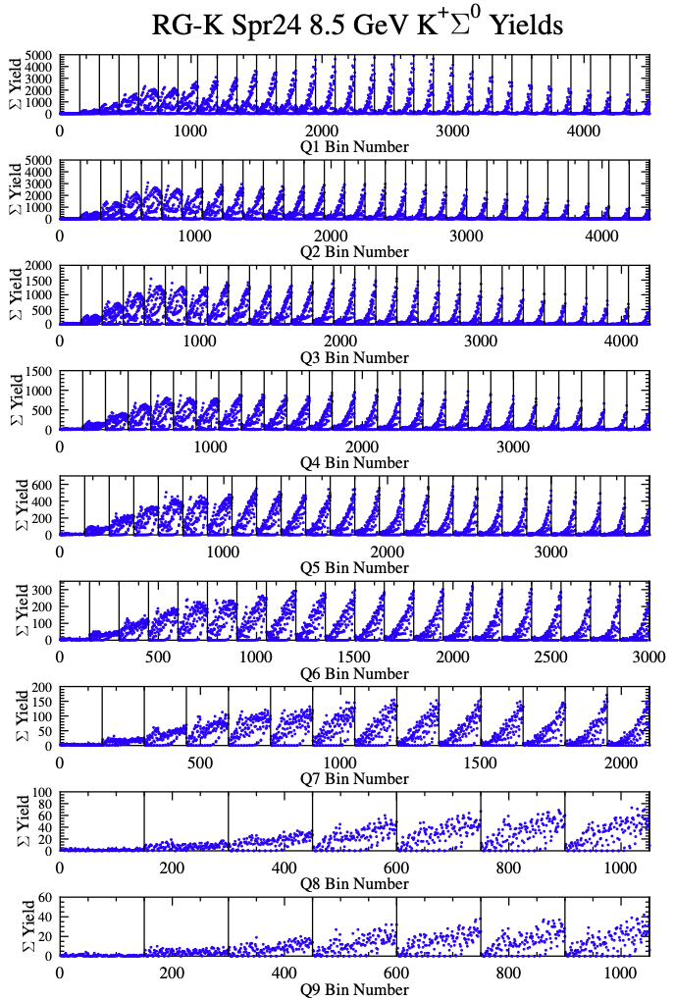 RG-K Spr24 8.5 GeV K⁺Σ⁰ Yields
Σ Yield
5000
4000
3000
2000
1000
0
0 1000 2000 3000 4000
Q1 Bin Number
Σ Yield
5000
4000
3000
2000
1000
0
0 1000 2000 3000 4000
Q2 Bin Number
Σ Yield
2000
1500
1000
500
0
0 1000 2000 3000 4000
Q3 Bin Number
Σ Yield
1500
1000
500
0
0 1000 2000 3000
Q4 Bin Number
Σ Yield
600
400
200
0
0 1000 2000 3000
Q5 Bin Number
Σ Yield
300
200
100
0
0 500 1000 1500 2000 2500 3000
Q6 Bin Number
Σ Yield
200
150
100
50
0
0 500 1000 1500 2000
Q7 Bin Number
Σ Yield
100
80
60
40
20
0
0 200 400 600 800 1000
Q8 Bin Number
Σ Yield
60
40
20
0
0 200 400 600 800 1000
Q9 Bin Number